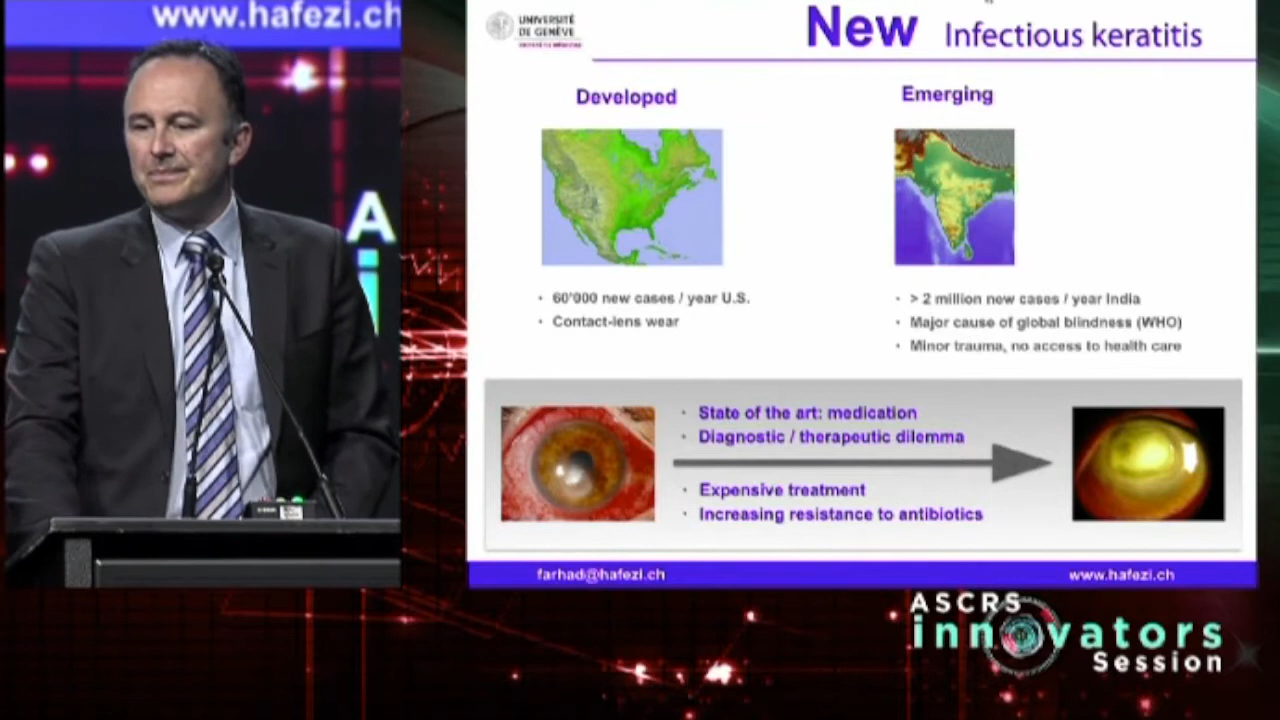 www.hafezi.ch
A
i
UNIVERSITÉ
DE GENÈVE
New Infectious keratitis
Developed
Emerging
• 60'000 new cases / year U.S.
• Contact-lens wear
• > 2 million new cases / year India
• Major cause of global blindness (WHO)
• Minor trauma, no access to health care
• State of the art: medication
• Diagnostic / therapeutic dilemma
• Expensive treatment
• Increasing resistance to antibiotics
farhad@hafezi.ch
www.hafezi.ch
ASCRS
innovators
Session